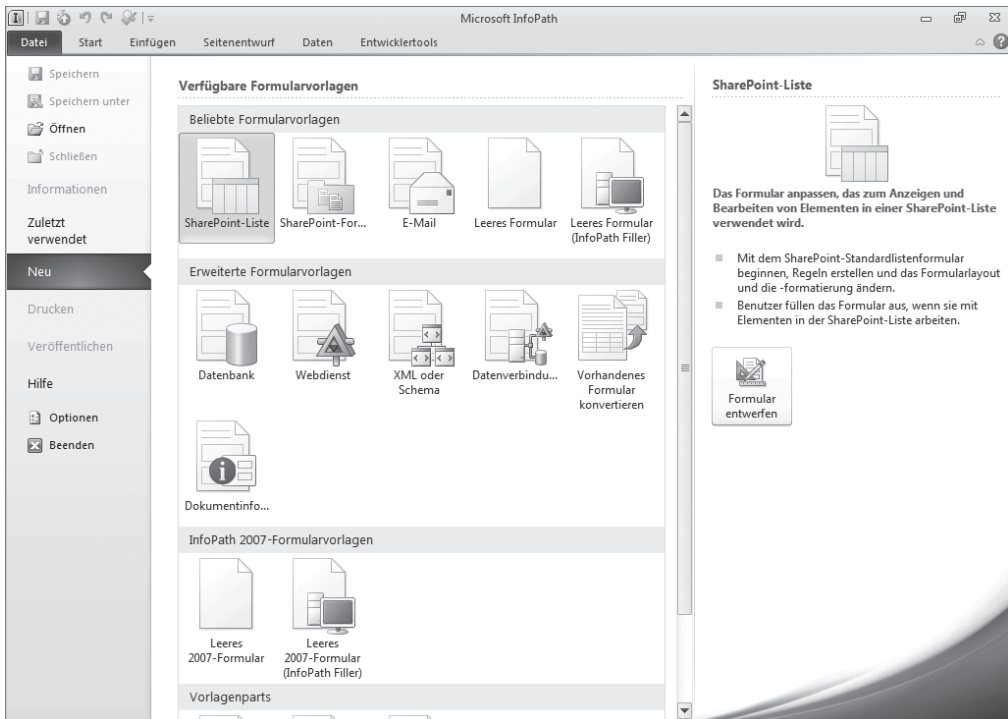 Microsoft InfoPath
Datei Start Einfügen Seitenentwurf Daten Entwicklertools
Speichern
Speichern unter
Öffnen
Schließen
Informationen
Zuletzt
verwendet
Neu
Drucken
Veröffentlichen
Hilfe
Optionen
Beenden
Verfügbare Formularvorlagen
Beliebte Formularvorlagen
SharePoint-Liste
SharePoint-For...
E-Mail
Leeres Formular
Leeres Formular
(InfoPath Filler)
Erweiterte Formularvorlagen
Datenbank
Webdienst
XML oder
Schema
Datenverbindu...
Vorhandenes
Formular
konvertieren
Dokumentinfo...
InfoPath 2007-Formularvorlagen
Leeres
2007-Formular
Leeres
2007-Formular
(InfoPath Filler)
Vorlagenparts
SharePoint-Liste
Das Formular anpassen, das zum Anzeigen und
Bearbeiten von Elementen in einer SharePoint-Liste
verwendet wird.
Mit dem SharePoint-Standardlistenformular
beginnen, Regeln erstellen und das Formularlayout
und die -formatierung ändern.
Benutzer füllen das Formular aus, wenn sie mit
Elementen in der SharePoint-Liste arbeiten.
Formular
entwerfen